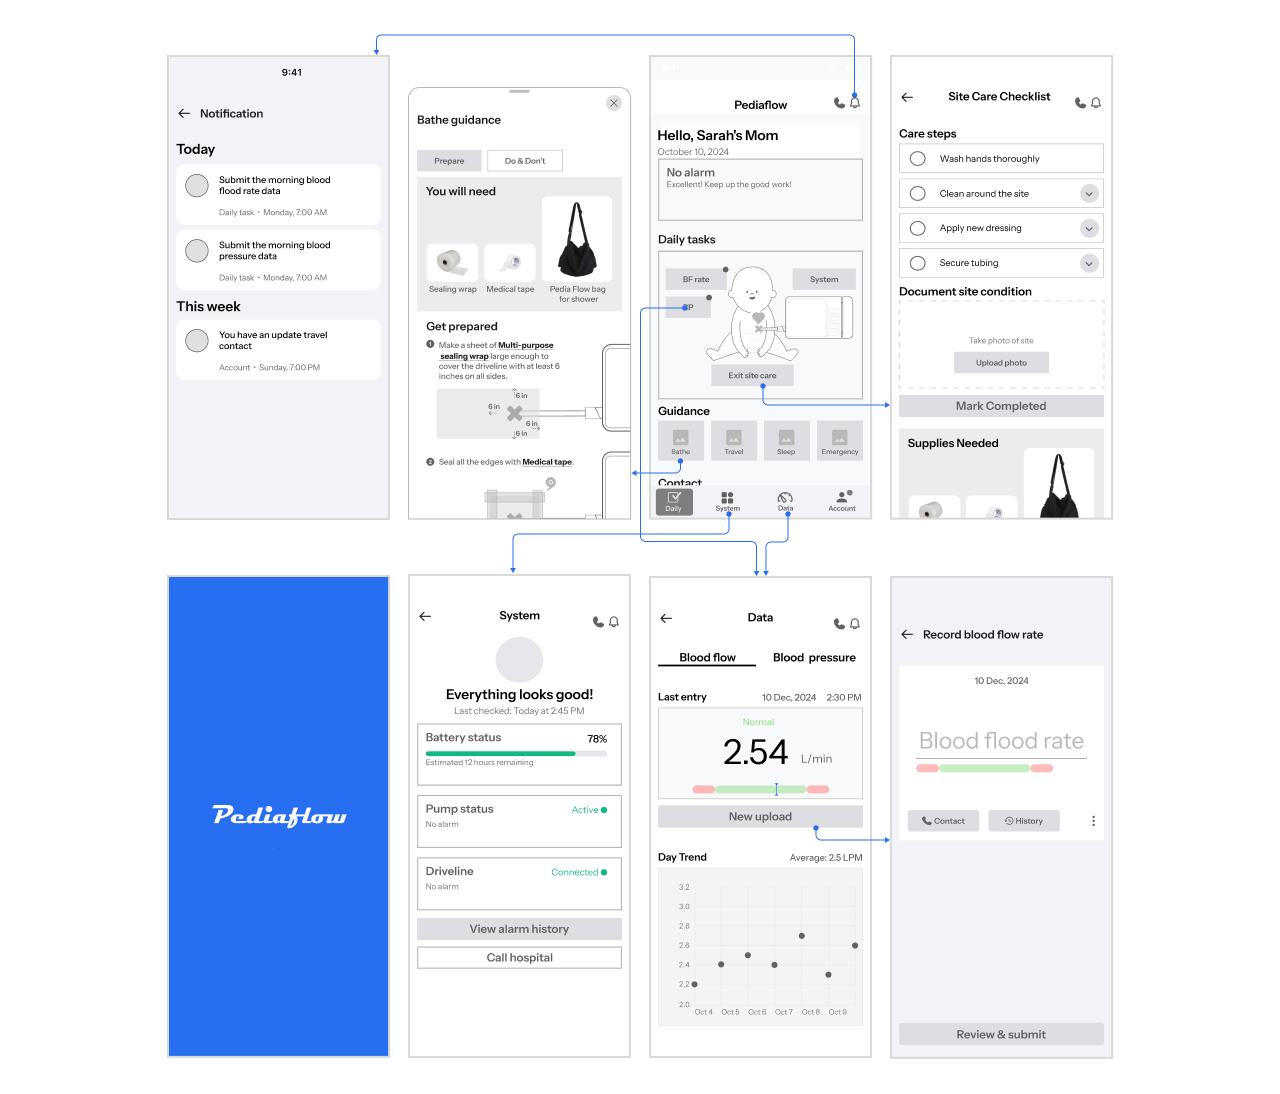 9:41
Notification
Today
Submit the morning blood
flood rate data
Daily task • Monday, 7:00 AM
Submit the morning blood
pressure data
Daily task • Monday, 7:00 AM
This week
You have an update travel
contact
Account • Sunday, 7:00 PM
Bathe guidance
Prepare
Do & Don't
You will need
Sealing wrap
Medical tape
Pedia Flow bag
for shower
Get prepared
1 Make a sheet of Multi-purpose
sealing wrap large enough to
cover the driveline with at least 6
inches on all sides.
6 in
6 in
6 in
6 in
2 Seal all the edges with Medical tape.
Pediaflow
Hello, Sarah's Mom
October 10, 2024
No alarm
Excellent! Keep up the good work!
Daily tasks
BF rate
System
BP
Exit site care
Guidance
Bathe
Travel
Sleep
Emergency
Contact
Daily
System
Data
Account
Site Care Checklist
Care steps
Wash hands thoroughly
Clean around the site
Apply new dressing
Secure tubing
Document site condition
Take photo of site
Upload photo
Mark Completed
Supplies Needed
Pediaflow
System
Everything looks good!
Last checked: Today at 2:45 PM
Battery status
78%
Estimated 12 hours remaining
Pump status
Active
No alarm
Driveline
Connected
No alarm
View alarm history
Call hospital
Data
Blood flow
Blood pressure
Last entry
10 Dec, 2024 2:30 PM
Normal
2.54 L/min
New upload
Day Trend
Average: 2.5 LPM
3.2
3.0
2.8
2.6
2.4
2.2
2.0
Oct 4 Oct 5 Oct 6 Oct 7 Oct 8 Oct 9
Record blood flow rate
10 Dec, 2024
Blood flood rate
Contact
History
Review & submit